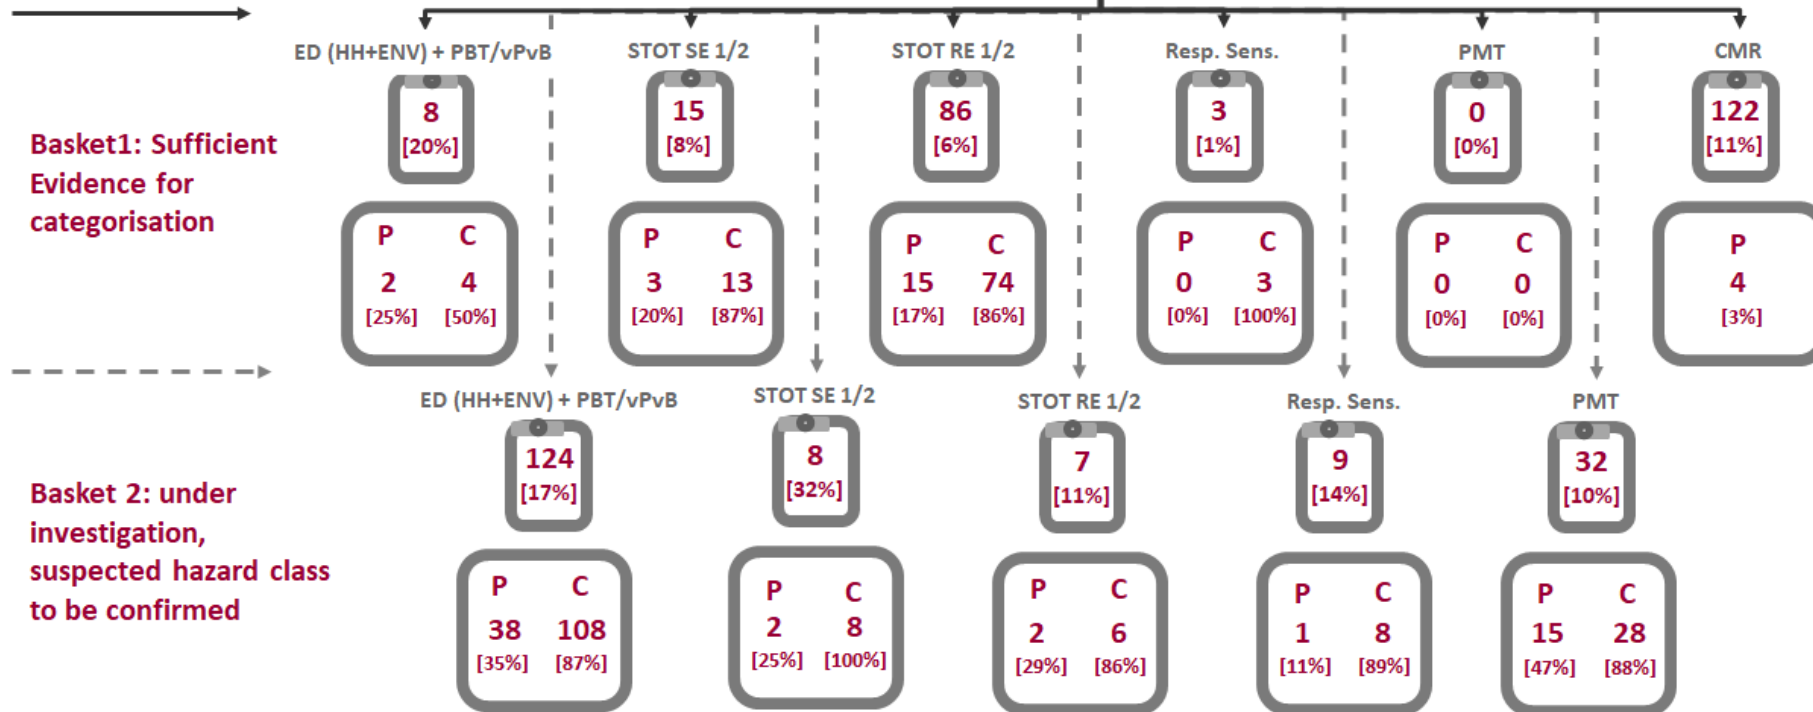 ED (HH+ENV) + PBT/vPvB
STOT SE 1/2
STOT RE 1/2
Resp. Sens.
PMT
CMR
Basket1: Sufficient
Evidence for
categorisation
8
[20%]
15
[8%]
86
[6%]
3
[1%]
0
[0%]
122
[11%]
P C
2 4
[25%] [50%]
P C
3 13
[20%] [87%]
P C
15 74
[17%] [86%]
P C
0 3
[0%] [100%]
P C
0 0
[0%] [0%]
P
4
[3%]
ED (HH+ENV) + PBT/vPvB
STOT SE 1/2
STOT RE 1/2
Resp. Sens.
PMT
Basket 2: under
investigation,
suspected hazard class
to be confirmed
124
[17%]
8
[32%]
7
[11%]
9
[14%]
32
[10%]
P C
38 108
[35%] [87%]
P C
2 8
[25%] [100%]
P C
2 6
[29%] [86%]
P C
1 8
[11%] [89%]
P C
15 28
[47%] [88%]